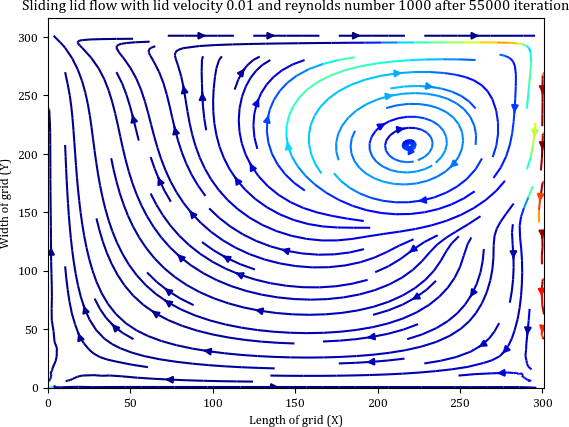 Sliding lid flow with lid velocity 0.01 and reynolds number 1000 after 55000 iteration
300
250
200
150
100
50
0
Width of grid (Y)
0 50 100 150 200 250 300
Length of grid (X)